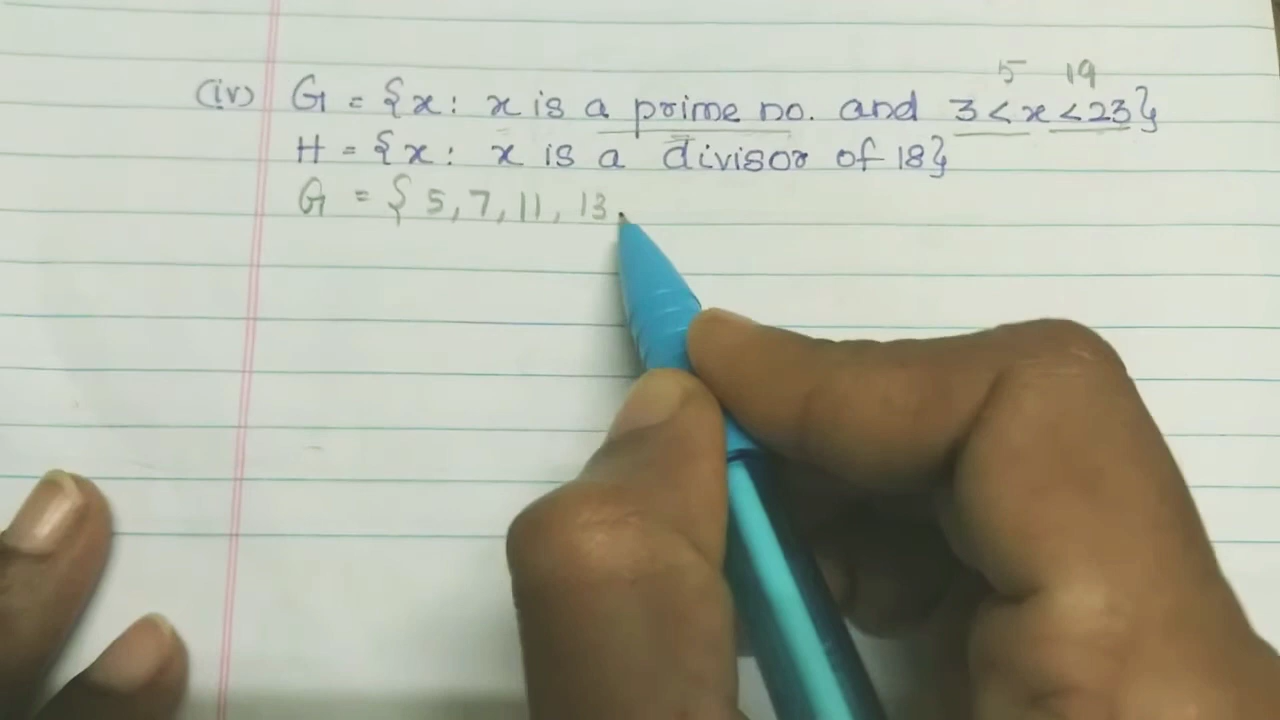 5 19
(iv) G = {x : x is a prime no. and 3 < x < 23}
H = {x : x is a divisor of 18}
G = { 5, 7, 11, 13,